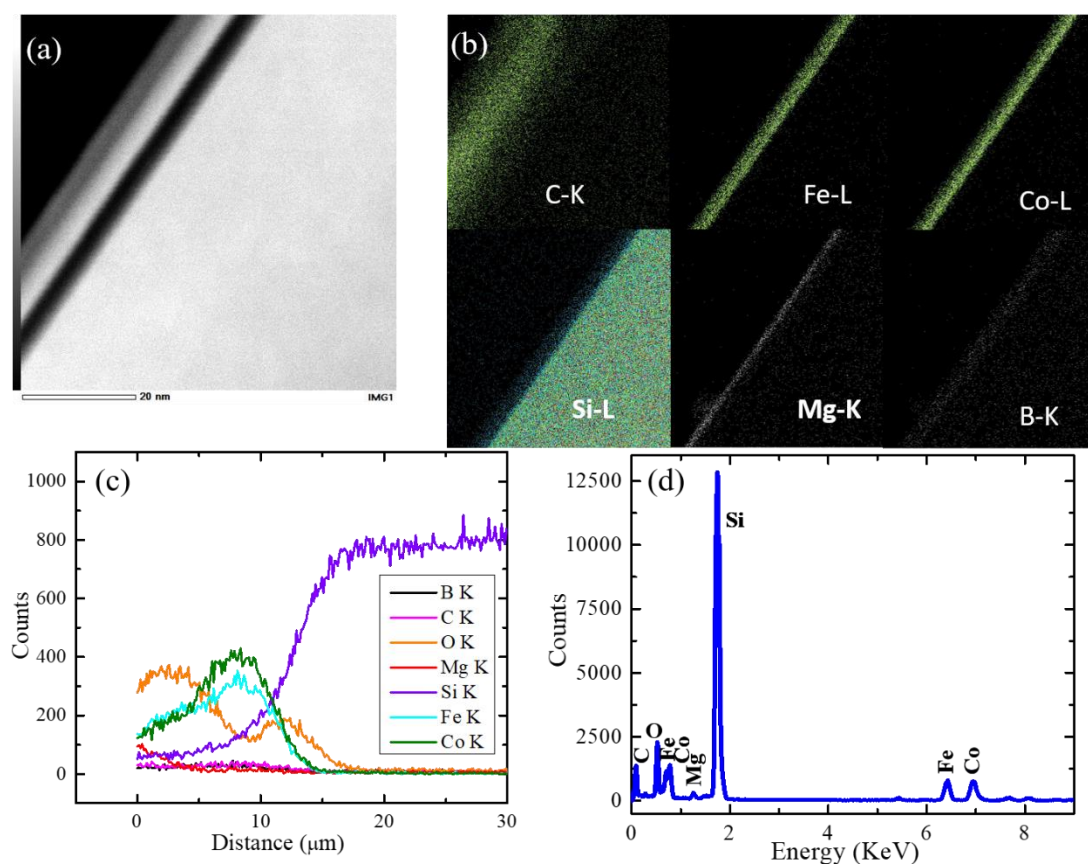 (a)
20 nm
IMG1
(b)
C-K
Fe-L
Co-L
Si-L
Mg-K
B-K
(c)
1000
800
600
400
200
0
Counts
0
10
20
30
Distance (μm)
B K
C K
O K
Mg K
Si K
Fe K
Co K
(d)
12500
10000
7500
5000
2500
0
Counts
C
O
Fe
Co
Mg
Si
Fe
Co
0
2
4
6
8
Energy (KeV)